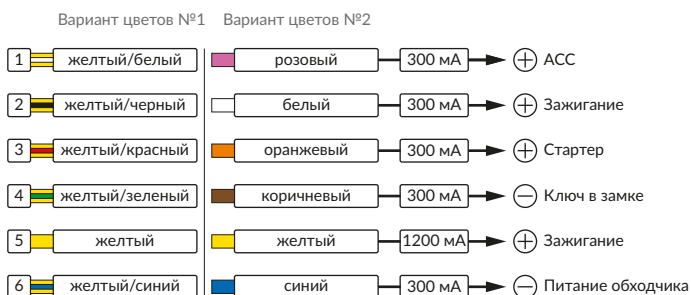 Вариант цветов №1 Вариант цветов №2
1 желтый/белый розовый 300 мА + АСС
2 желтый/черный белый 300 мА + Зажигание
3 желтый/красный оранжевый 300 мА + Стартер
4 желтый/зеленый коричневый 300 мА − Ключ в замке
5 желтый желтый 1200 мА + Зажигание
6 желтый/синий синий 300 мА − Питание обходчика